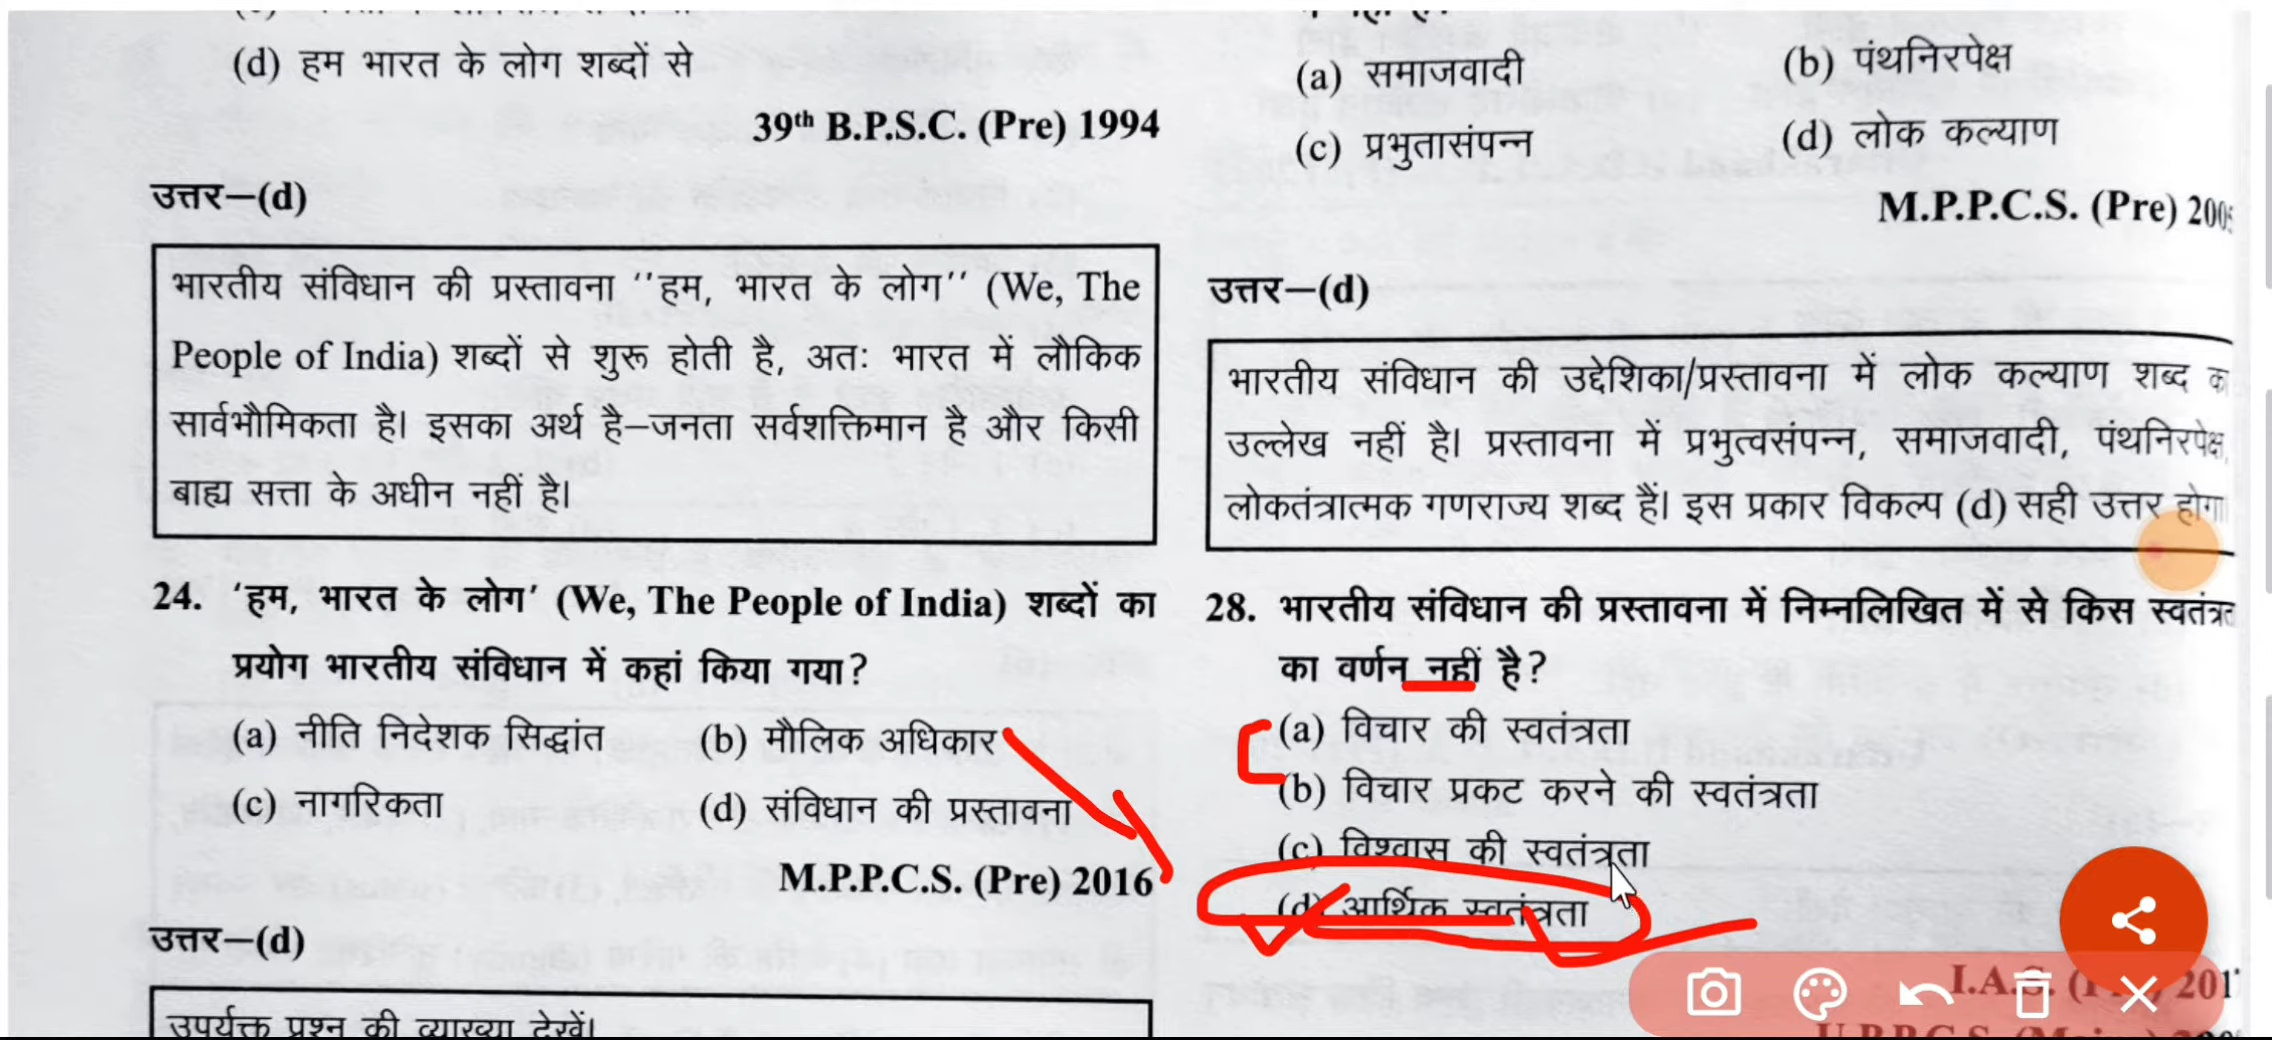 (d) हम भारत के लोग शब्दों से
39th B.P.S.C. (Pre) 1994
उत्तर–(d)
भारतीय संविधान की प्रस्तावना ''हम, भारत के लोग'' (We, The
People of India) शब्दों से शुरू होती है, अतः भारत में लौकिक
सार्वभौमिकता है। इसका अर्थ है–जनता सर्वशक्तिमान है और किसी
बाह्य सत्ता के अधीन नहीं है।
24. 'हम, भारत के लोग' (We, The People of India) शब्दों का
प्रयोग भारतीय संविधान में कहां किया गया?
(a) नीति निदेशक सिद्धांत (b) मौलिक अधिकार
(c) नागरिकता (d) संविधान की प्रस्तावना
M.P.P.C.S. (Pre) 2016
उत्तर–(d)
उपर्युक्त प्रश्न की व्याख्या देखें।
(a) समाजवादी (b) पंथनिरपेक्ष
(c) प्रभुतासंपन्न (d) लोक कल्याण
M.P.P.C.S. (Pre)
उत्तर–(d)
भारतीय संविधान की उद्देशिका/प्रस्तावना में लोक कल्याण शब्द का
उल्लेख नहीं है। प्रस्तावना में प्रभुत्वसंपन्न, समाजवादी, पंथनिरपेक्ष,
लोकतंत्रात्मक गणराज्य शब्द हैं। इस प्रकार विकल्प (d) सही उत्तर होगा
28. भारतीय संविधान की प्रस्तावना में निम्नलिखित में से किस
का वर्णन नहीं है?
(a) विचार की स्वतंत्रता
(b) विचार प्रकट करने की स्वतंत्रता
(c) विश्वास की स्वतंत्रता
(d) आर्थिक स्वतंत्रता
I.A.S.